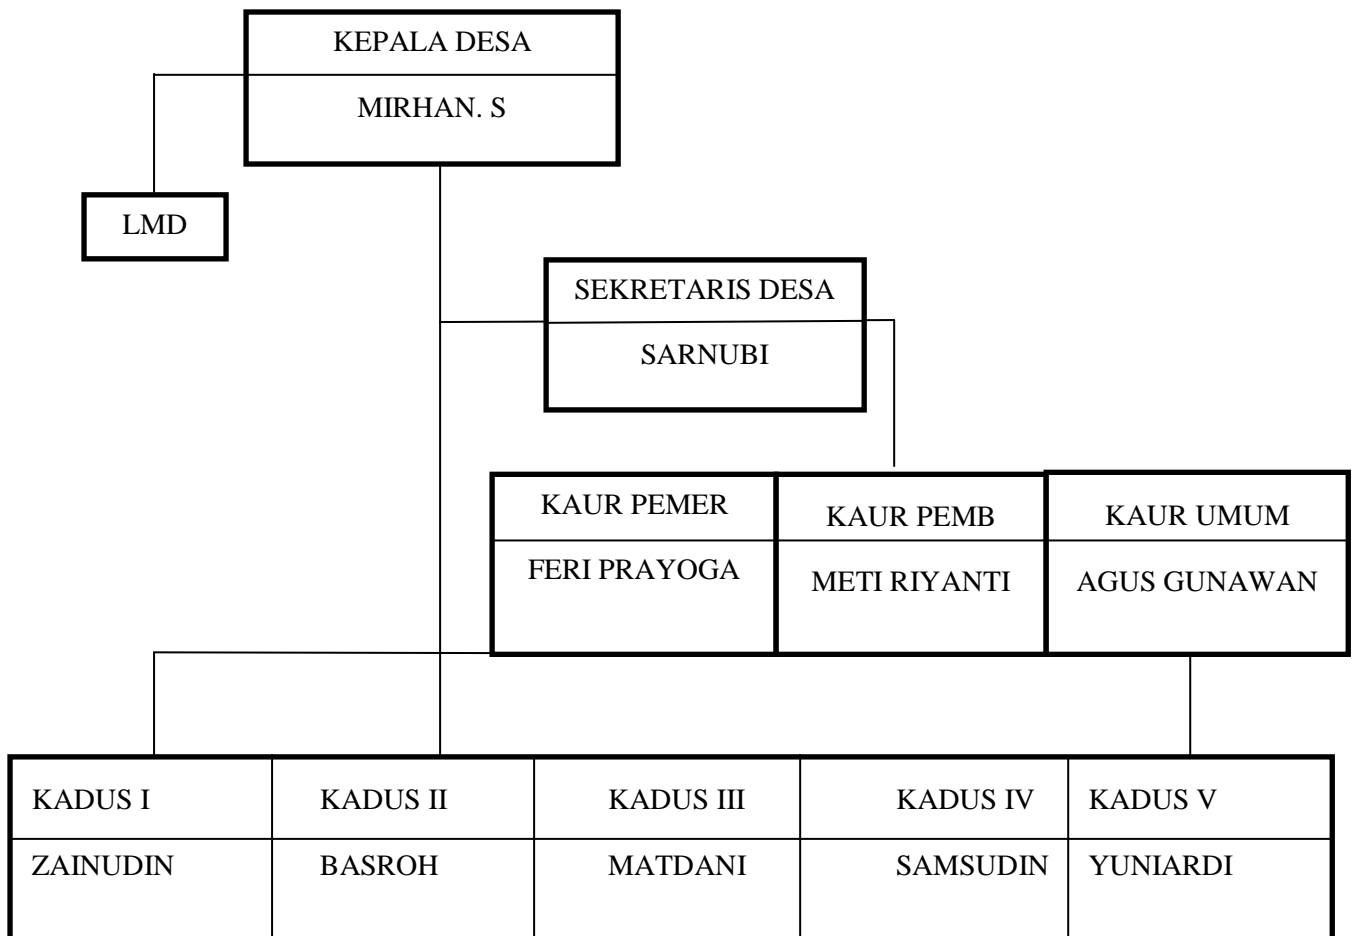 KEPALA DESA
MIRHAN. S
LMD
SEKRETARIS DESA
SARNUBI
KAUR PEMER
FERI PRAYOGA
KAUR PEMB
METI RIYANTI
KAUR UMUM
AGUS GUNAWAN
KADUS I
ZAINUDIN
KADUS II
BASROH
KADUS III
MATDANI
KADUS IV
SAMSUDIN
KADUS V
YUNIARDI